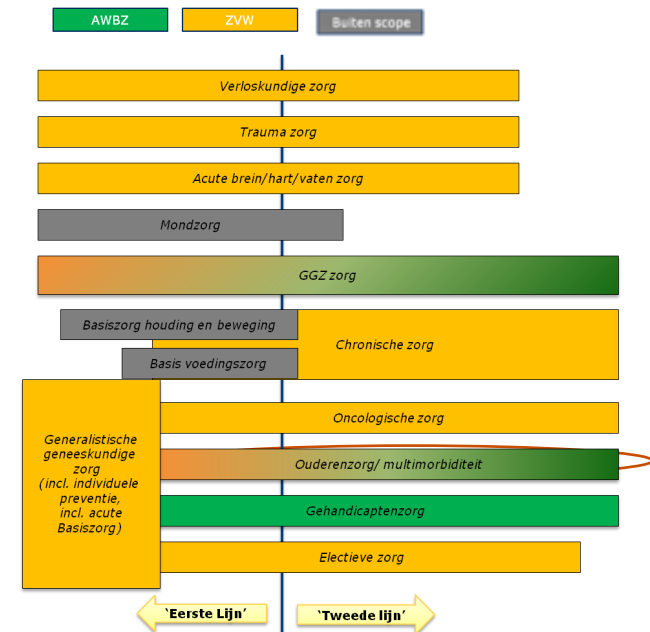 AWBZ
ZVW
Buiten scope
Verloskundige zorg
Trauma zorg
Acute brein/hart/vaten zorg
Mondzorg
GGZ zorg
Basiszorg houding en beweging
Chronische zorg
Basis voedingszorg
Oncologische zorg
Generalistische
geneeskundige
zorg
(incl. individuele
preventie,
incl. acute
Basiszorg)
Ouderenzorg/ multimorbiditeit
Gehandicaptenzorg
Electieve zorg
‘Eerste Lijn’
‘Tweede lijn’